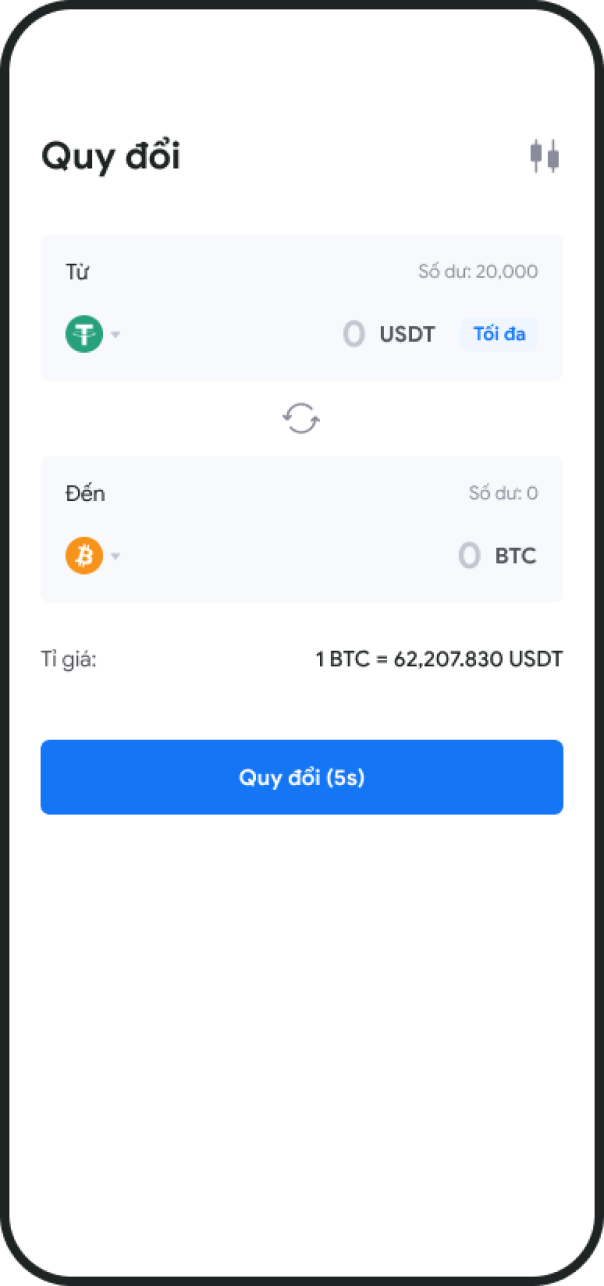 Quy đổi
Từ
Số dư: 20,000
0 USDT Tối đa
Đến
Số dư: 0
0 BTC
Tỉ giá: 1 BTC = 62,207.830 USDT
Quy đổi (5s)